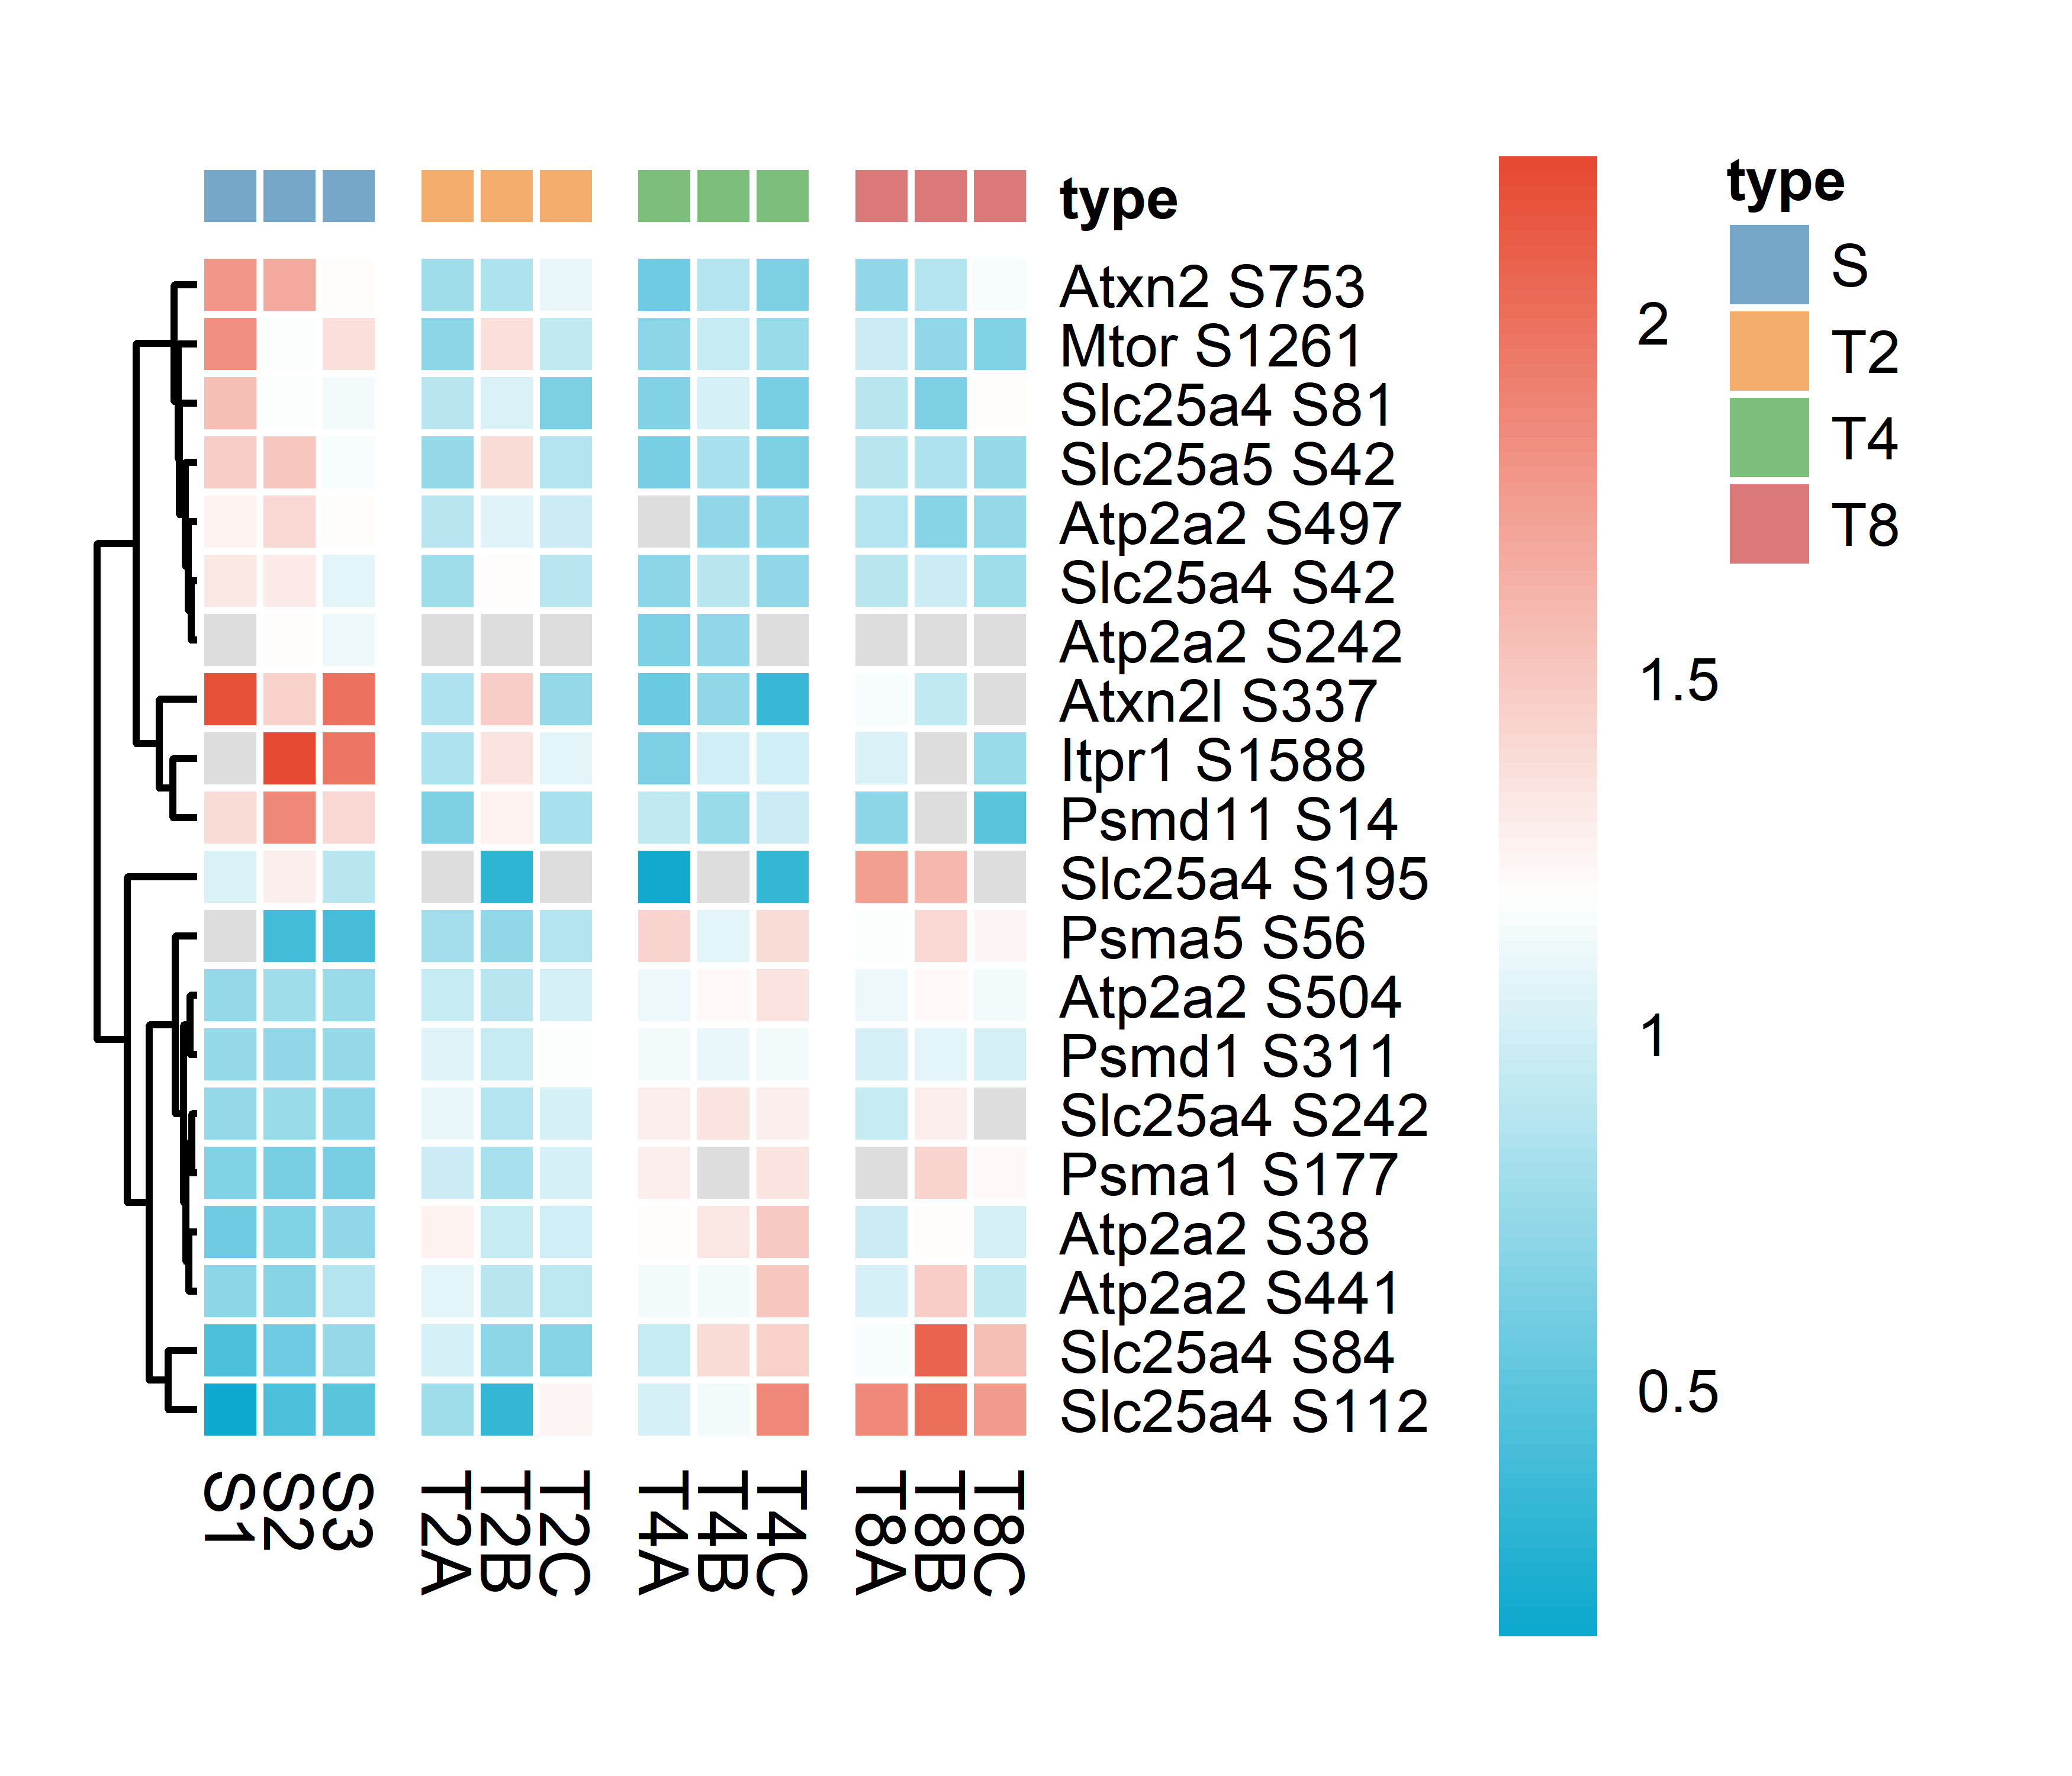 type
Atxn2 S753
Mtor S1261
Slc25a4 S81
Slc25a5 S42
Atp2a2 S497
Slc25a4 S42
Atp2a2 S242
Atxn2l S337
Itpr1 S1588
Psmd11 S14
Slc25a4 S195
Psma5 S56
Atp2a2 S504
Psmd1 S311
Slc25a4 S242
Psma1 S177
Atp2a2 S38
Atp2a2 S441
Slc25a4 S84
Slc25a4 S112
S1
S2
S3
T2A
T2B
T2C
T4A
T4B
T4C
T8A
T8B
T8C
2
1.5
1
0.5
type
S
T2
T4
T8